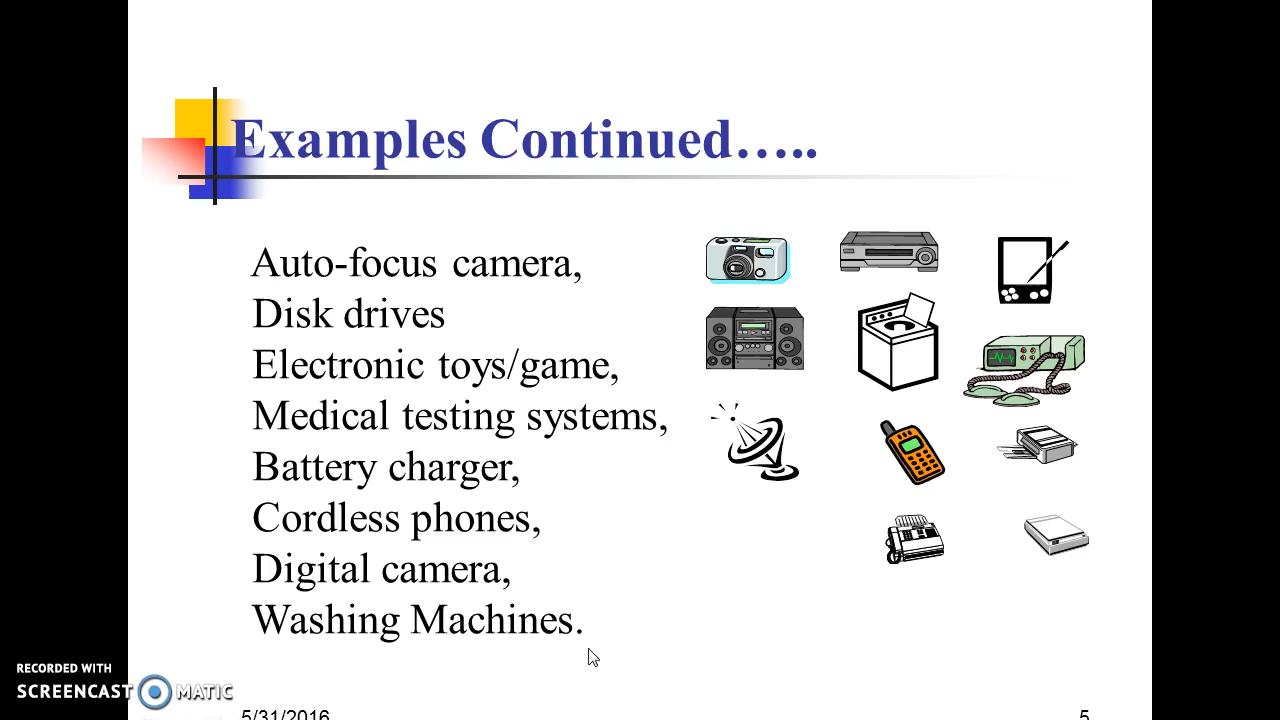 Examples Continued…..
Auto-focus camera,
Disk drives
Electronic toys/game,
Medical testing systems,
Battery charger,
Cordless phones,
Digital camera,
Washing Machines.
RECORDED WITH
SCREENCAST MATIC
5/31/2016
5